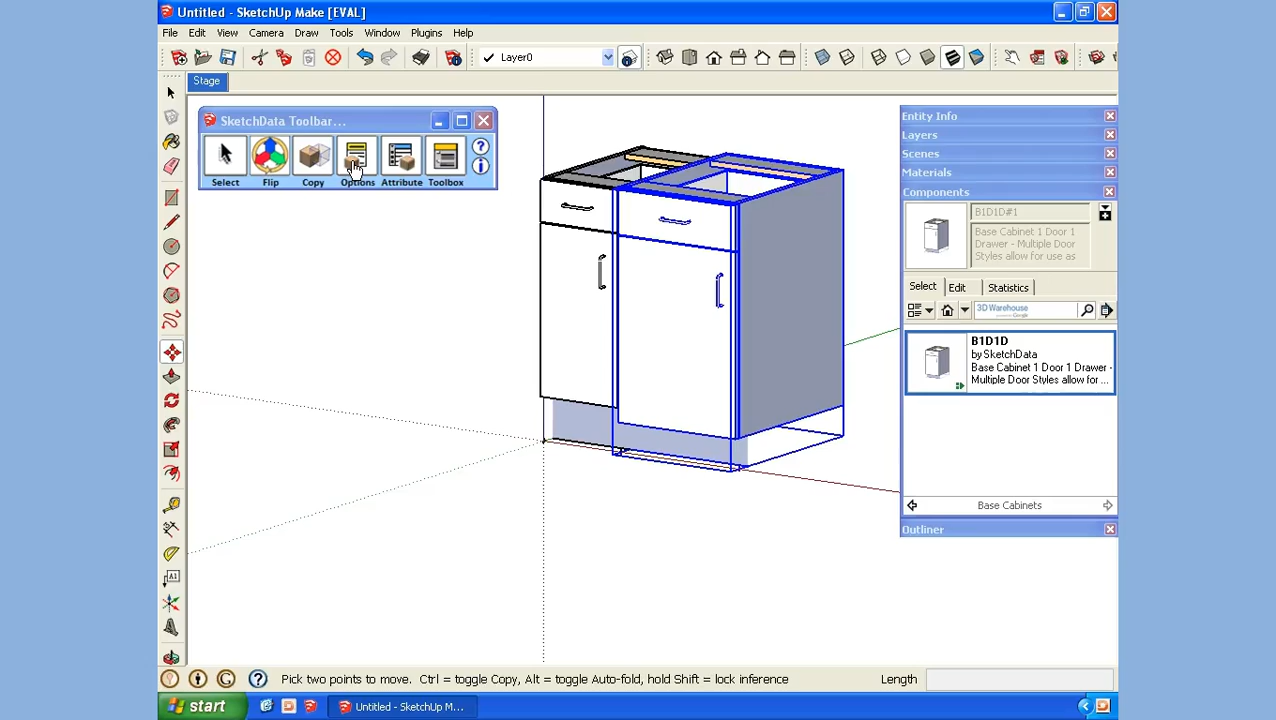 Untitled - SketchUp Make [EVAL]
File Edit View Camera Draw Tools Window Plugins Help
Layer0
Stage
SketchData Toolbar...
Select Flip Copy Options Attribute Toolbox
Entity Info
Layers
Scenes
Materials
Components
B1D1D#1
Base Cabinet 1 Door 1
Drawer - Multiple Door
Styles allow for use as
Select Edit Statistics
3D Warehouse
B1D1D
by SketchData
Base Cabinet 1 Door 1 Drawer -
Multiple Door Styles allow for ...
Base Cabinets
Outliner
A1
Pick two points to move. Ctrl = toggle Copy, Alt = toggle Auto-fold, hold Shift = lock inference
Length
start
Untitled - SketchUp M...